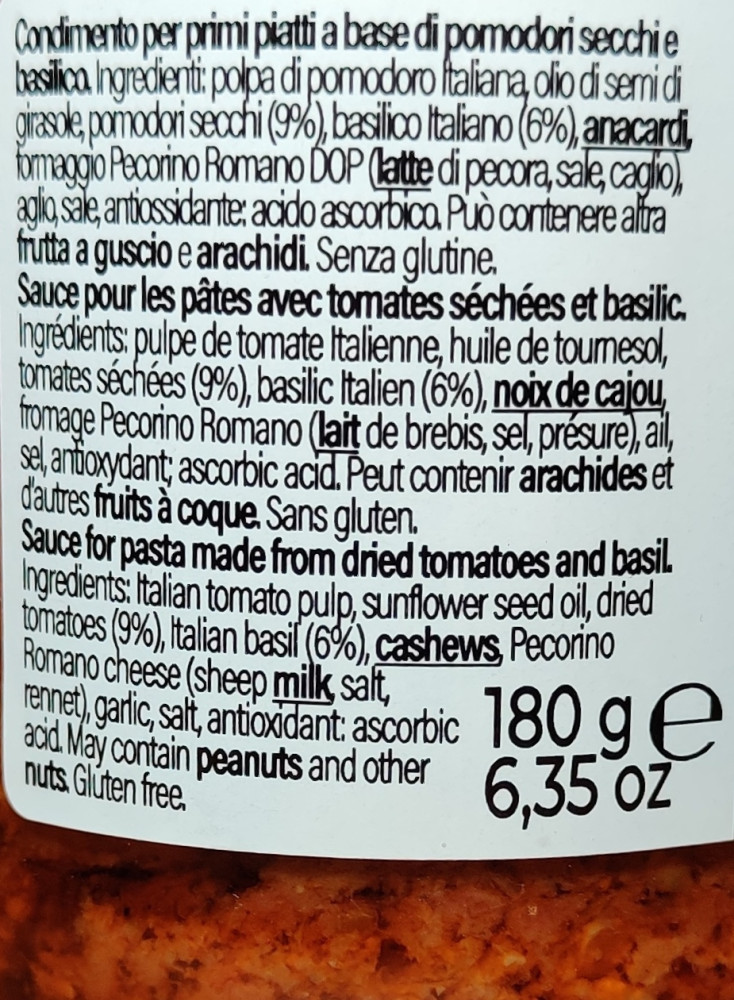 Condimento per primi piatti a base di pomodori secchi e
basilico. Ingredienti: polpa di pomodoro Italiana, olio di semi di
girasole, pomodori secchi (9%), basilico Italiano (6%), anacardi,
formaggio Pecorino Romano DOP (latte di pecora, sale, caglio),
aglio, sale, antiossidante: acido ascorbico. Può contenere altra
frutta a guscio e arachidi. Senza glutine.
Sauce pour les pâtes avec tomates séchées et basilic.
Ingrédients: pulpe de tomate Italienne, huile de tournesol,
tomates séchées (9%), basilic Italien (6%), noix de cajou,
fromage Pecorino Romano (lait de brebis, sel, présure), ail,
sel, antioxydant; ascorbic acid. Peut contenir arachides et
d'autres fruits à coque. Sans gluten.
Sauce for pasta made from dried tomatoes and basil.
Ingredients: Italian tomato pulp, sunflower seed oil, dried
tomatoes (9%), Italian basil (6%), cashews, Pecorino
Romano cheese (sheep milk, salt,
rennet), garlic, salt, antioxidant: ascorbic
acid. May contain peanuts and other
nuts. Gluten free.
180 g e
6,35 oz